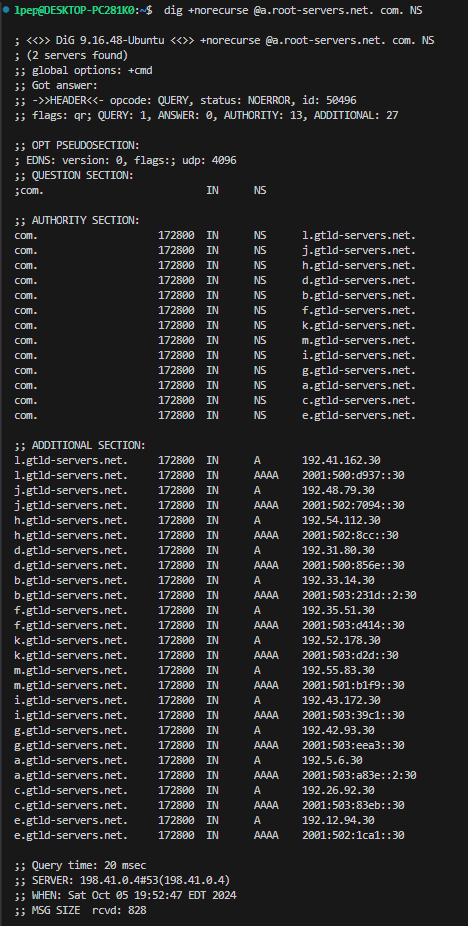 lpep@DESKTOP-PC281K0:~$ dig +norecurse @a.root-servers.net. com. NS
; <<>> DiG 9.16.48-Ubuntu <<>> +norecurse @a.root-servers.net. com. NS
; (2 servers found)
;; global options: +cmd
;; Got answer:
;; ->>HEADER<<- opcode: QUERY, status: NOERROR, id: 50496
;; flags: qr; QUERY: 1, ANSWER: 0, AUTHORITY: 13, ADDITIONAL: 27
;; OPT PSEUDOSECTION:
; EDNS: version: 0, flags:; udp: 4096
;; QUESTION SECTION:
;com. IN NS
;; AUTHORITY SECTION:
com. 172800 IN NS l.gtld-servers.net.
com. 172800 IN NS j.gtld-servers.net.
com. 172800 IN NS h.gtld-servers.net.
com. 172800 IN NS d.gtld-servers.net.
com. 172800 IN NS b.gtld-servers.net.
com. 172800 IN NS f.gtld-servers.net.
com. 172800 IN NS k.gtld-servers.net.
com. 172800 IN NS m.gtld-servers.net.
com. 172800 IN NS i.gtld-servers.net.
com. 172800 IN NS g.gtld-servers.net.
com. 172800 IN NS a.gtld-servers.net.
com. 172800 IN NS c.gtld-servers.net.
com. 172800 IN NS e.gtld-servers.net.
;; ADDITIONAL SECTION:
l.gtld-servers.net. 172800 IN A 192.41.162.30
l.gtld-servers.net. 172800 IN AAAA 2001:500:d937::30
j.gtld-servers.net. 172800 IN A 192.48.79.30
j.gtld-servers.net. 172800 IN AAAA 2001:502:7094::30
h.gtld-servers.net. 172800 IN A 192.54.112.30
h.gtld-servers.net. 172800 IN AAAA 2001:502:8cc::30
d.gtld-servers.net. 172800 IN A 192.31.80.30
d.gtld-servers.net. 172800 IN AAAA 2001:500:856e::30
b.gtld-servers.net. 172800 IN A 192.33.14.30
b.gtld-servers.net. 172800 IN AAAA 2001:503:231d::2:30
f.gtld-servers.net. 172800 IN A 192.35.51.30
f.gtld-servers.net. 172800 IN AAAA 2001:503:d414::30
k.gtld-servers.net. 172800 IN A 192.52.178.30
k.gtld-servers.net. 172800 IN AAAA 2001:503:d2d::30
m.gtld-servers.net. 172800 IN A 192.55.83.30
m.gtld-servers.net. 172800 IN AAAA 2001:501:b1f9::30
i.gtld-servers.net. 172800 IN A 192.43.172.30
i.gtld-servers.net. 172800 IN AAAA 2001:503:39c1::30
g.gtld-servers.net. 172800 IN A 192.42.93.30
g.gtld-servers.net. 172800 IN AAAA 2001:503:eea3::30
a.gtld-servers.net. 172800 IN A 192.5.6.30
a.gtld-servers.net. 172800 IN AAAA 2001:503:a83e::2:30
c.gtld-servers.net. 172800 IN A 192.26.92.30
c.gtld-servers.net. 172800 IN AAAA 2001:503:83eb::30
e.gtld-servers.net. 172800 IN A 192.12.94.30
e.gtld-servers.net. 172800 IN AAAA 2001:502:1ca1::30
;; Query time: 20 msec
;; SERVER: 198.41.0.4#53(198.41.0.4)
;; WHEN: Sat Oct 05 19:52:47 EDT 2024
;; MSG SIZE rcvd: 828